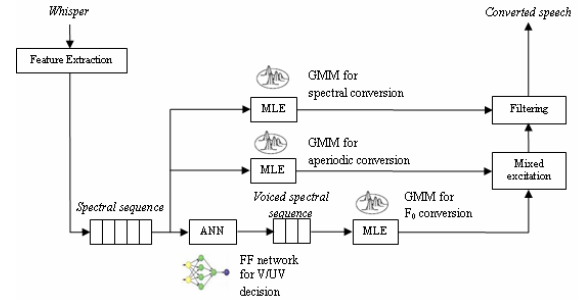 Whisper
Converted speech
Feature Extraction
GMM for
spectral conversion
MLE
Filtering
GMM for
aperiodic conversion
MLE
Mixed
excitation
Spectral sequence
Voiced spectral
sequence
GMM for
F0 conversion
ANN
MLE
FF network
for V/UV
decision